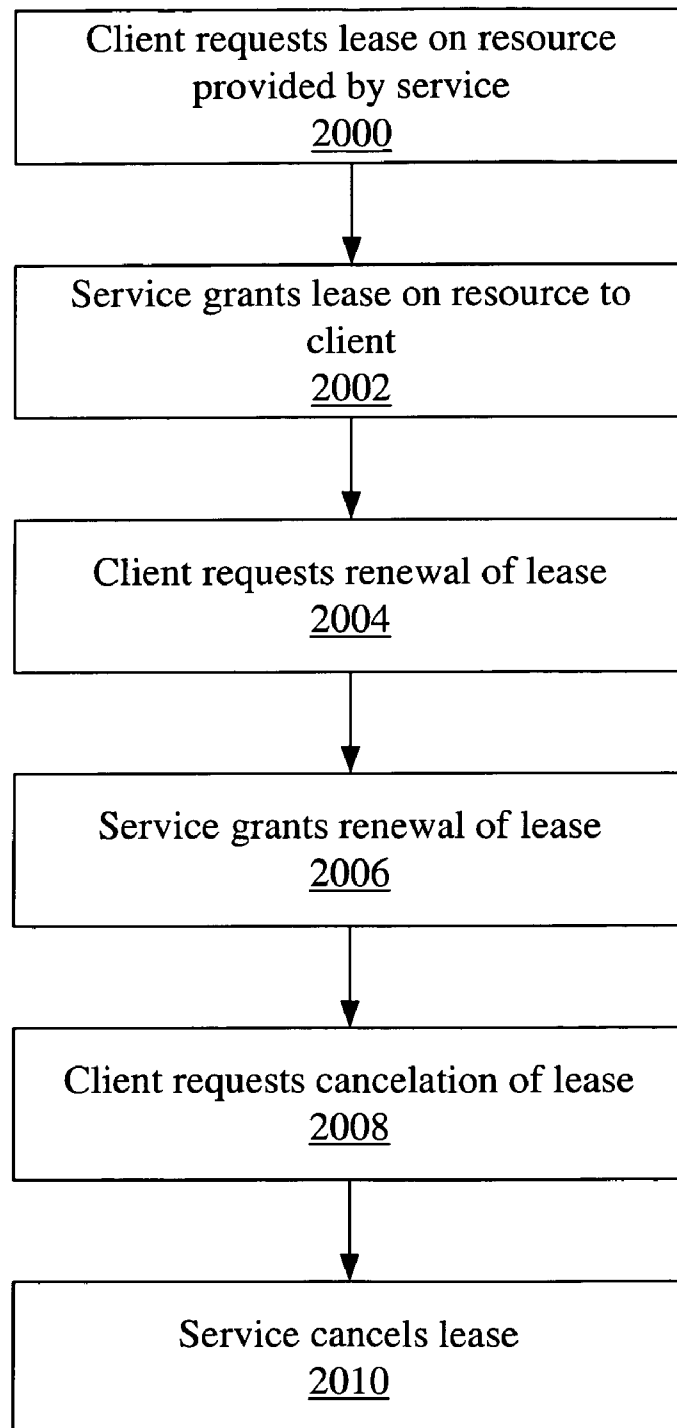 Client requests lease on resource
provided by service
2000
Service grants lease on resource to
client
2002
Client requests renewal of lease
2004
Service grants renewal of lease
2006
Client requests cancelation of lease
2008
Service cancels lease
2010